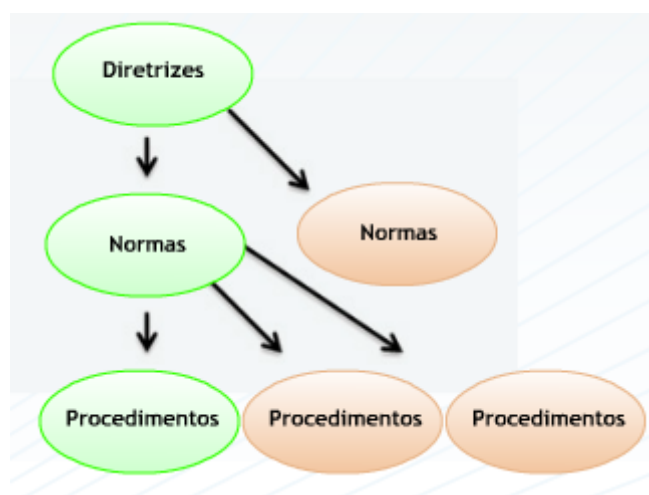 Diretrizes
Normas
Normas
Procedimentos
Procedimentos
Procedimentos